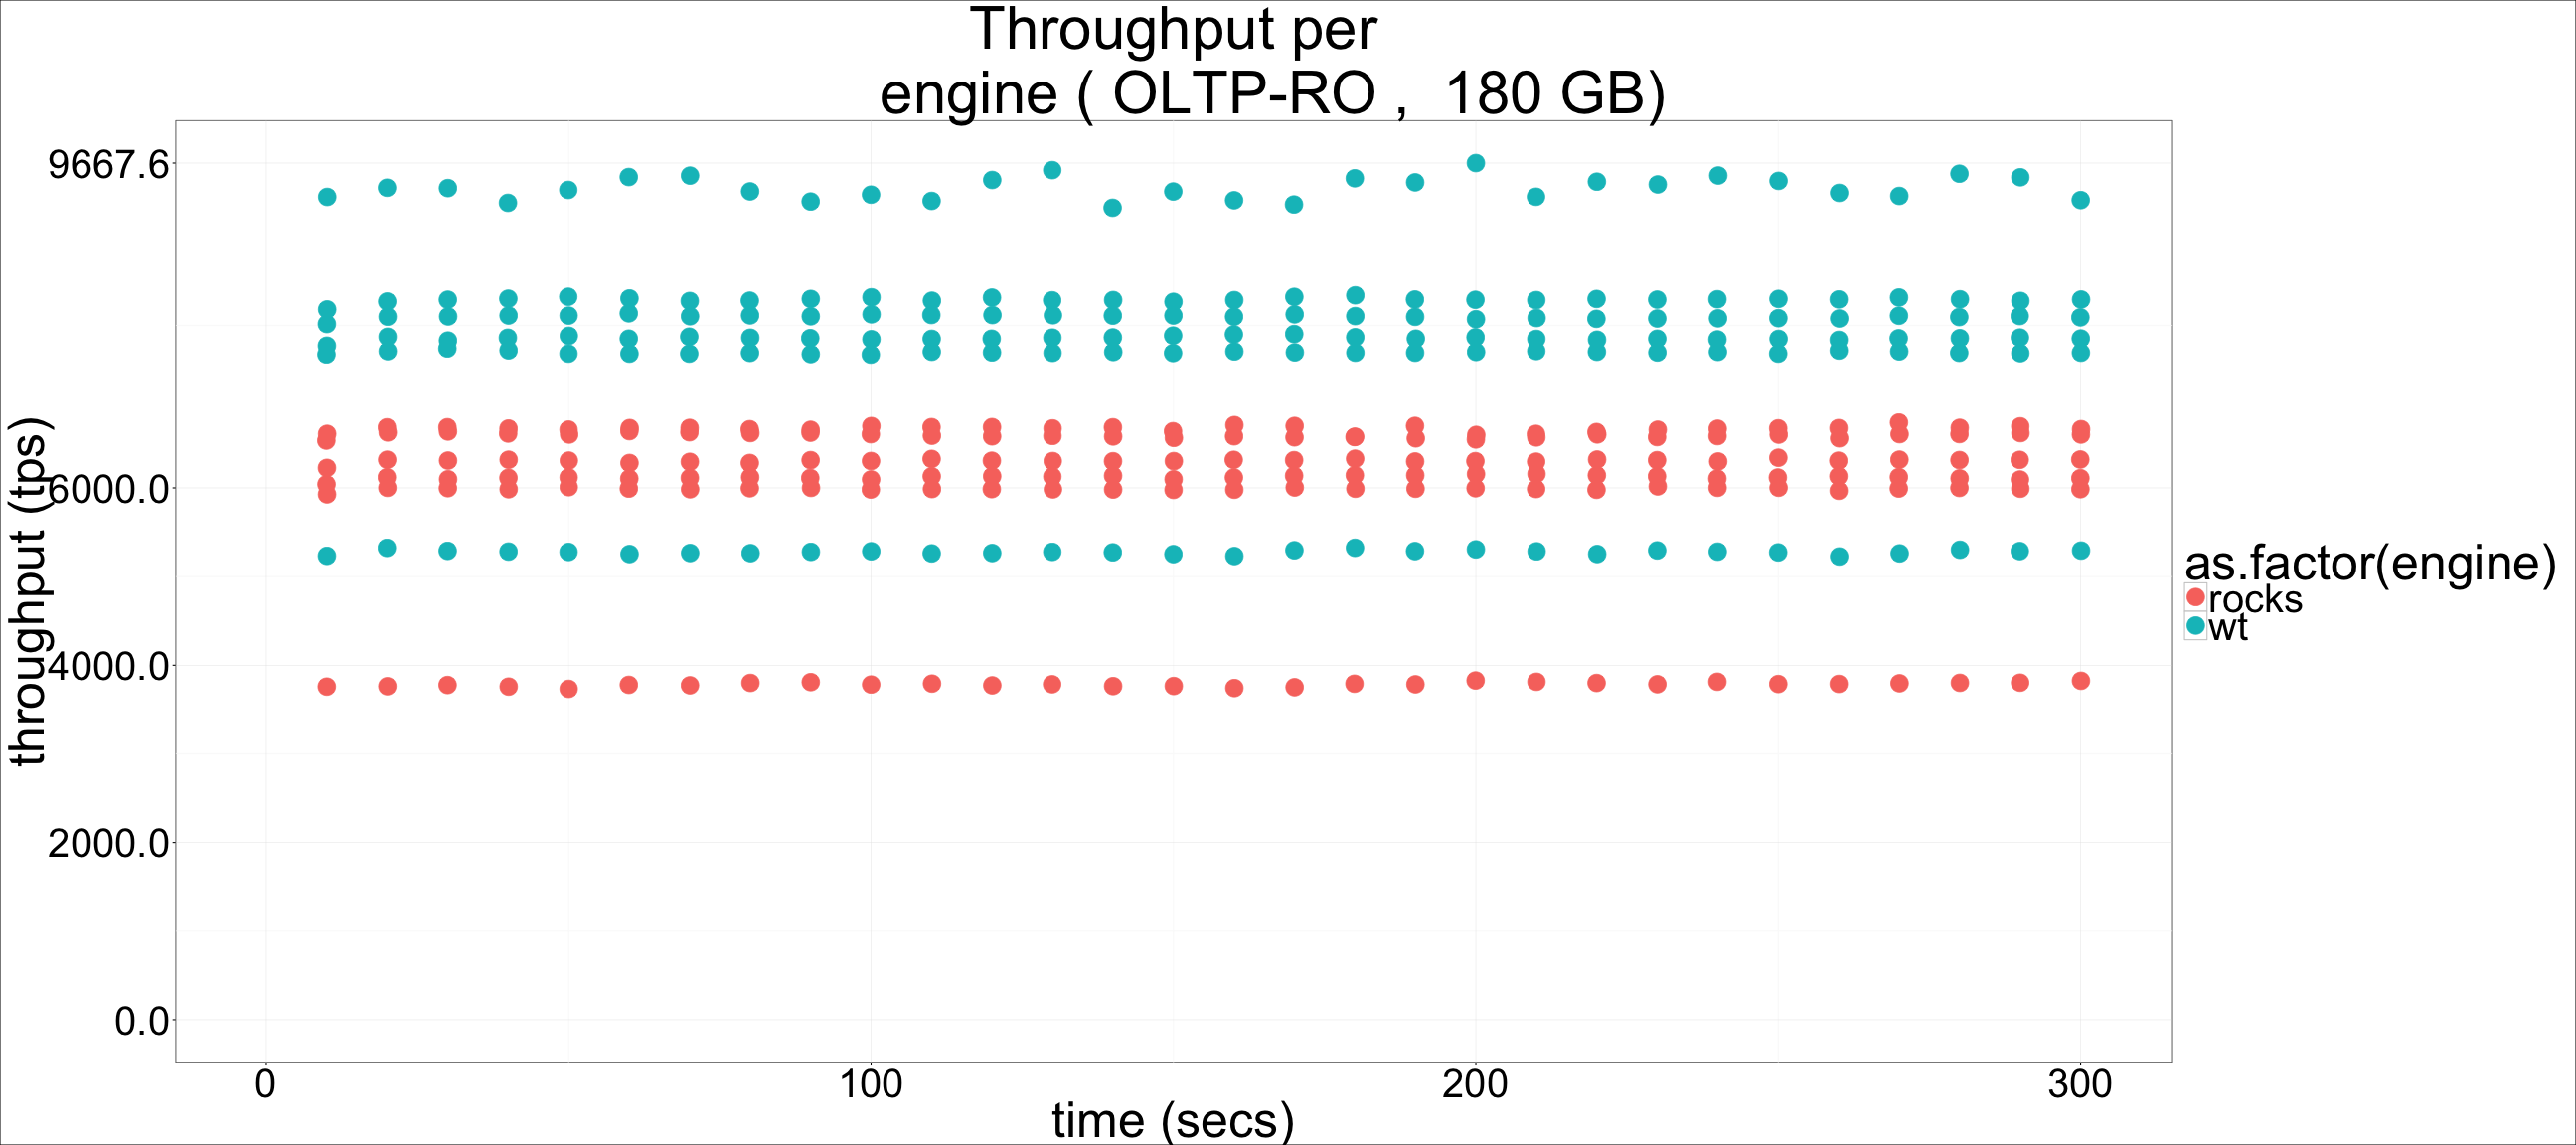 Throughput per
engine ( OLTP-RO ,  180 GB)
throughput (tps)
9667.6
6000.0
4000.0
2000.0
0.0
0 100 200 300
time (secs)
as.factor(engine)
rocks
wt